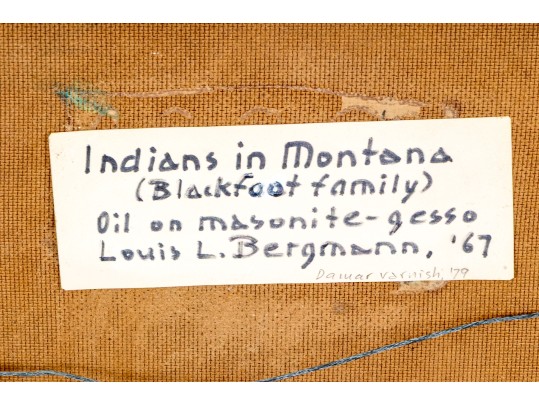 Indians in Montana
(Blackfoot family)
Oil on masonite-gesso
Louis L. Bergmann, '67
Damar varnish, '79